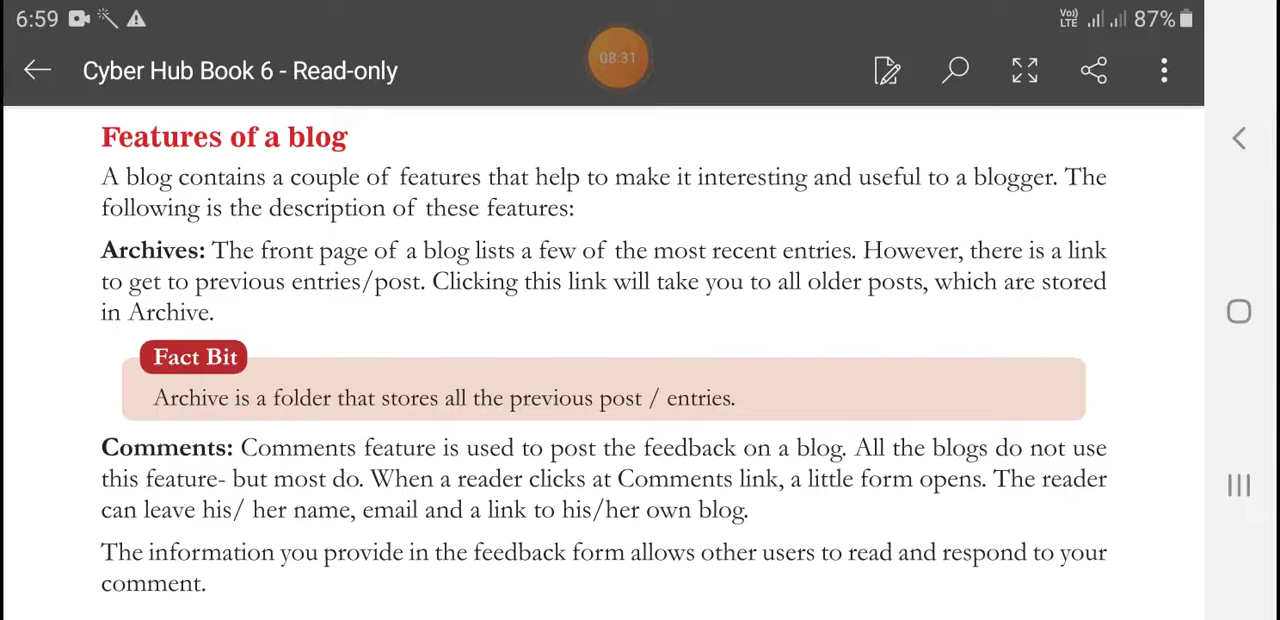 6:59
Vo)) LTE 87%
08:31
Cyber Hub Book 6 - Read-only
Features of a blog
A blog contains a couple of features that help to make it interesting and useful to a blogger. The
following is the description of these features:
Archives: The front page of a blog lists a few of the most recent entries. However, there is a link
to get to previous entries/post. Clicking this link will take you to all older posts, which are stored
in Archive.
Fact Bit
Archive is a folder that stores all the previous post / entries.
Comments: Comments feature is used to post the feedback on a blog. All the blogs do not use
this feature- but most do. When a reader clicks at Comments link, a little form opens. The reader
can leave his/ her name, email and a link to his/her own blog.
The information you provide in the feedback form allows other users to read and respond to your
comment.